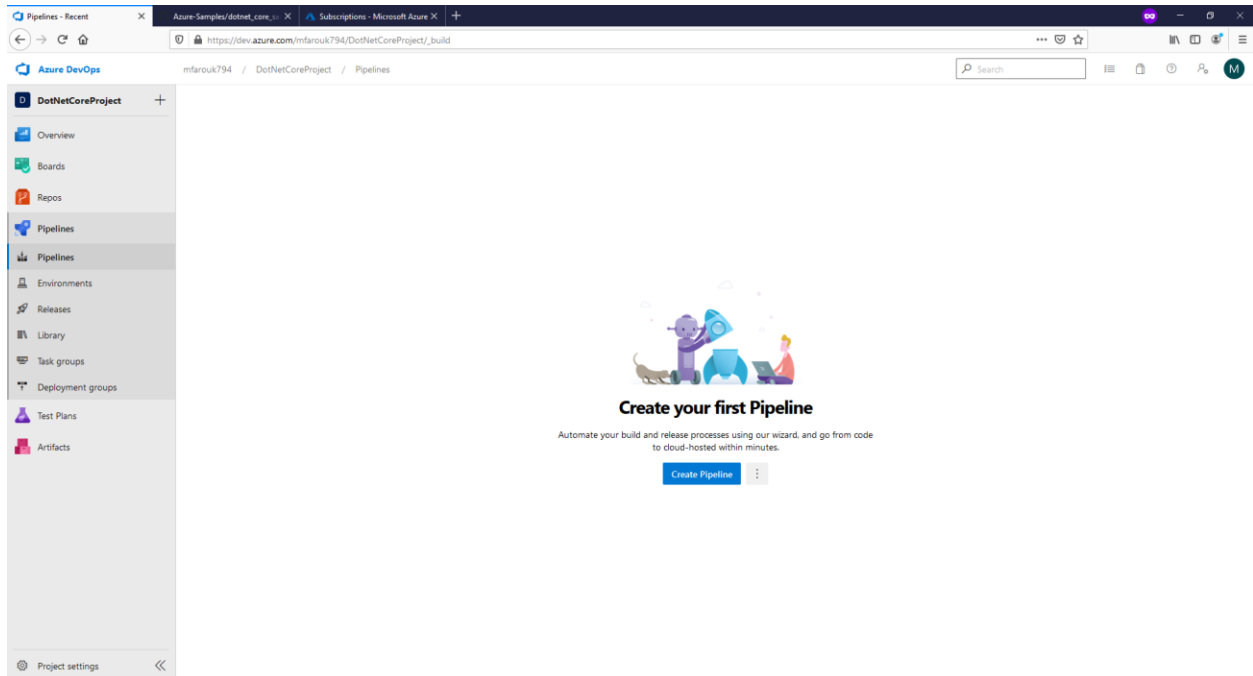 Pipelines - Recent
Azure-Samples/dotnet_core_sa
Subscriptions - Microsoft Azure
https://dev.azure.com/mfarouk794/DotNetCoreProject/_build
Azure DevOps
mfarouk794 / DotNetCoreProject / Pipelines
Search
M
D DotNetCoreProject
Overview
Boards
Repos
Pipelines
Pipelines
Environments
Releases
Library
Task groups
Deployment groups
Test Plans
Artifacts
Create your first Pipeline
Automate your build and release processes using our wizard, and go from code
to cloud-hosted within minutes.
Create Pipeline
Project settings